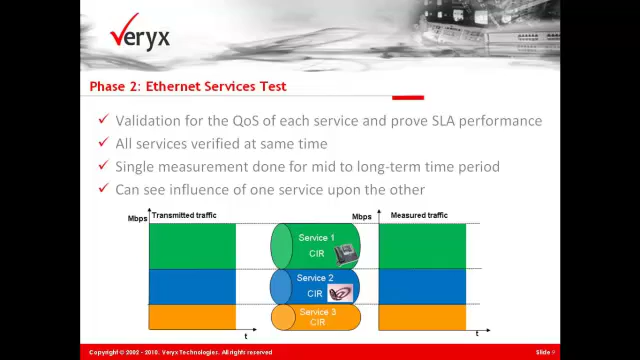 veryx
Phase 2: Ethernet Services Test
Validation for the QoS of each service and prove SLA performance
All services verified at same time
Single measurement done for mid to long-term time period
Can see influence of one service upon the other
Mbps
Transmitted traffic
Mbps
Measured traffic
Service 1
CIR
Service 2
CIR
Service 3
CIR
t
t
Copyright © 2002 - 2010. Veryx Technologies. All rights reserved.
Slide 9